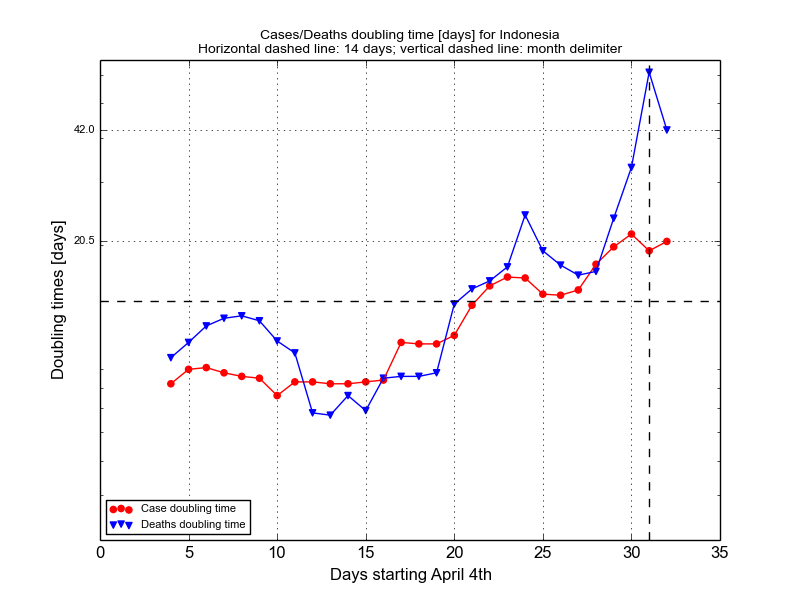 Cases/Deaths doubling time [days] for Indonesia
Horizontal dashed line: 14 days; vertical dashed line: month delimiter
42.0
20.5
Doubling times [days]
Case doubling time
Deaths doubling time
0 5 10 15 20 25 30 35
Days starting April 4th